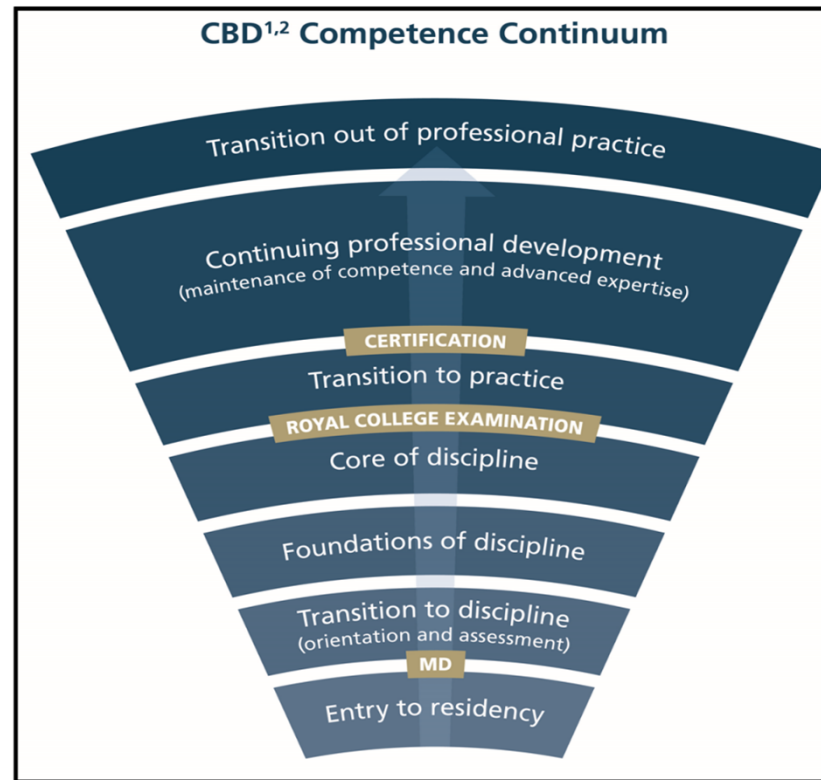 CBD¹,² Competence Continuum
Transition out of professional practice
Continuing professional development
(maintenance of competence and advanced expertise)
CERTIFICATION
Transition to practice
ROYAL COLLEGE EXAMINATION
Core of discipline
Foundations of discipline
Transition to discipline
(orientation and assessment)
MD
Entry to residency